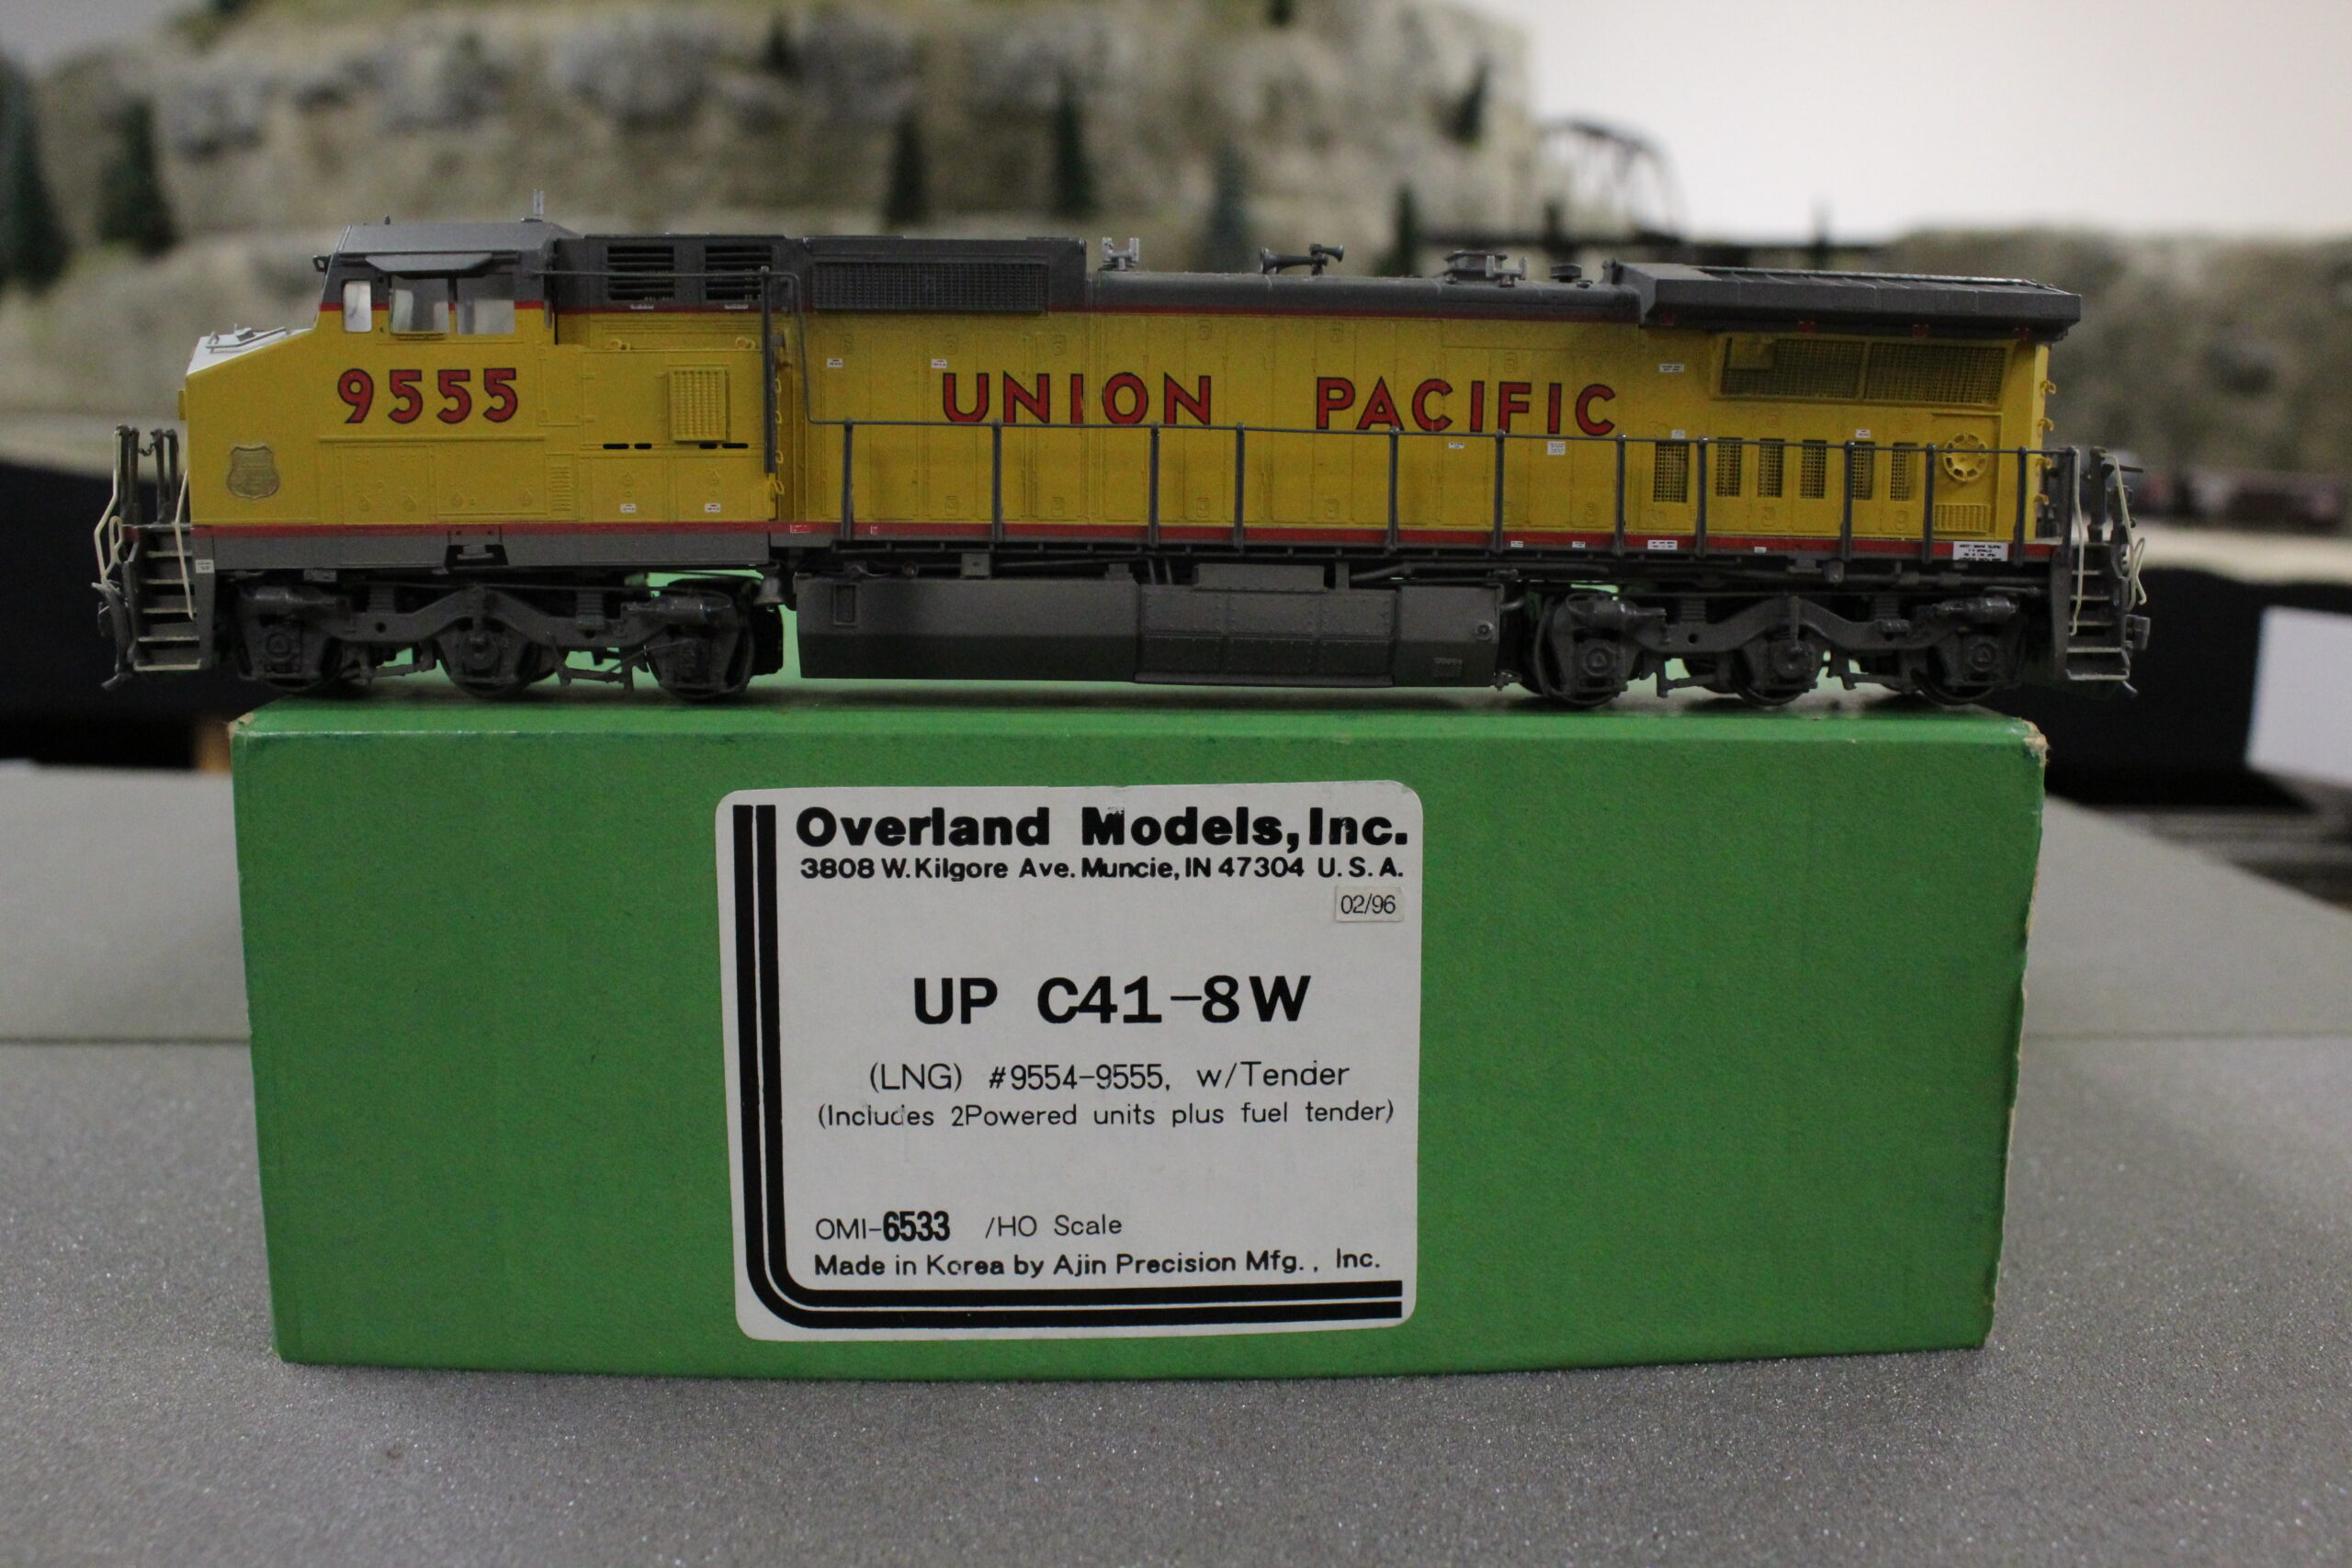 9555
UNION PACIFIC
Overland Models, Inc.
3808 W. Kilgore Ave. Muncie, IN 47304 U. S. A.
02/96
UP C41-8W
(LNG) #9554-9555, w/Tender
(Includes 2Powered units plus fuel tender)
OMI-6533 /HO Scale
Made in Korea by Ajin Precision Mfg., Inc.